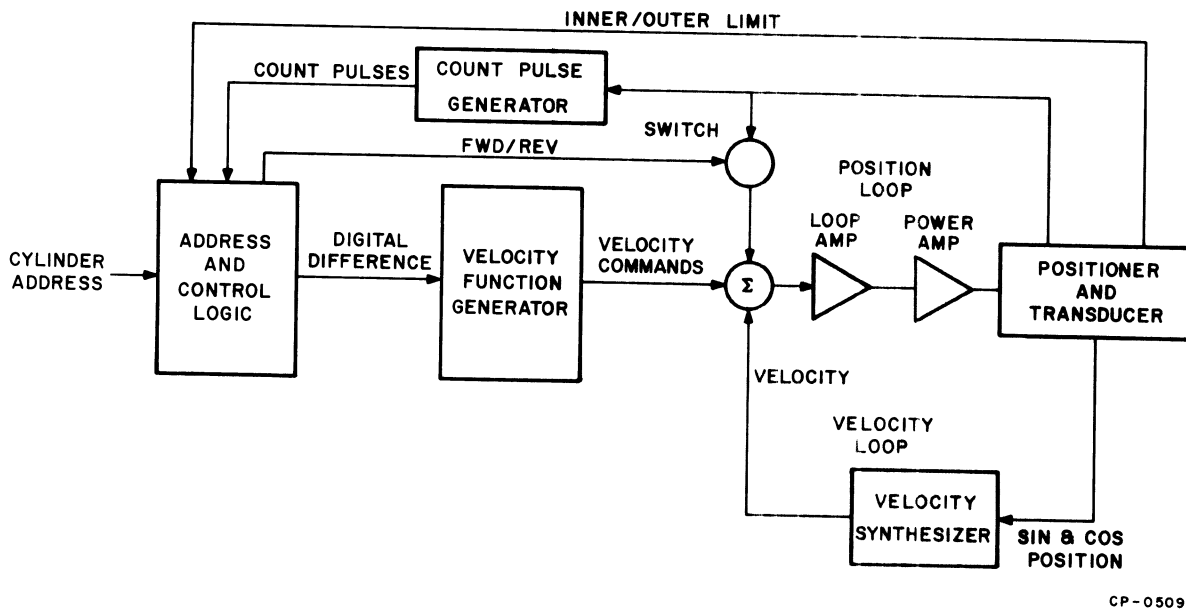 INNER/OUTER LIMIT
COUNT PULSES
COUNT PULSE
GENERATOR
SWITCH
FWD/REV
POSITION
LOOP
LOOP
AMP
POWER
AMP
CYLINDER
ADDRESS
ADDRESS
AND
CONTROL
LOGIC
DIGITAL
DIFFERENCE
VELOCITY
FUNCTION
GENERATOR
VELOCITY
COMMANDS
Σ
POSITIONER
AND
TRANSDUCER
VELOCITY
VELOCITY
LOOP
VELOCITY
SYNTHESIZER
SIN & COS
POSITION
CP-0509